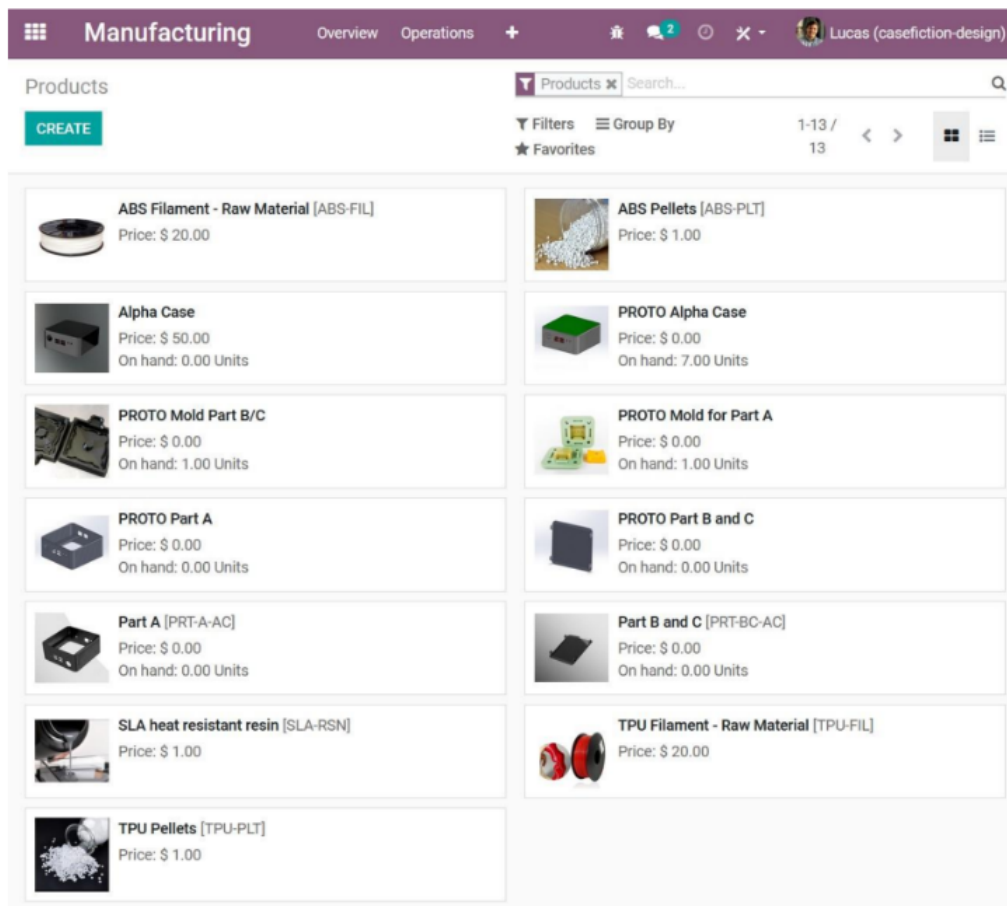 Manufacturing Overview Operations + 2 Lucas (casefiction-design)
Products
Products ✖ Search...
CREATE
Filters Group By
Favorites
1-13 /
13
ABS Filament - Raw Material [ABS-FIL]
Price: $ 20.00
ABS Pellets [ABS-PLT]
Price: $ 1.00
Alpha Case
Price: $ 50.00
On hand: 0.00 Units
PROTO Alpha Case
Price: $ 0.00
On hand: 7.00 Units
PROTO Mold Part B/C
Price: $ 0.00
On hand: 1.00 Units
PROTO Mold for Part A
Price: $ 0.00
On hand: 1.00 Units
PROTO Part A
Price: $ 0.00
On hand: 0.00 Units
PROTO Part B and C
Price: $ 0.00
On hand: 0.00 Units
Part A [PRT-A-AC]
Price: $ 0.00
On hand: 0.00 Units
Part B and C [PRT-BC-AC]
Price: $ 0.00
On hand: 0.00 Units
SLA heat resistant resin [SLA-RSN]
Price: $ 1.00
TPU Filament - Raw Material [TPU-FIL]
Price: $ 20.00
TPU Pellets [TPU-PLT]
Price: $ 1.00